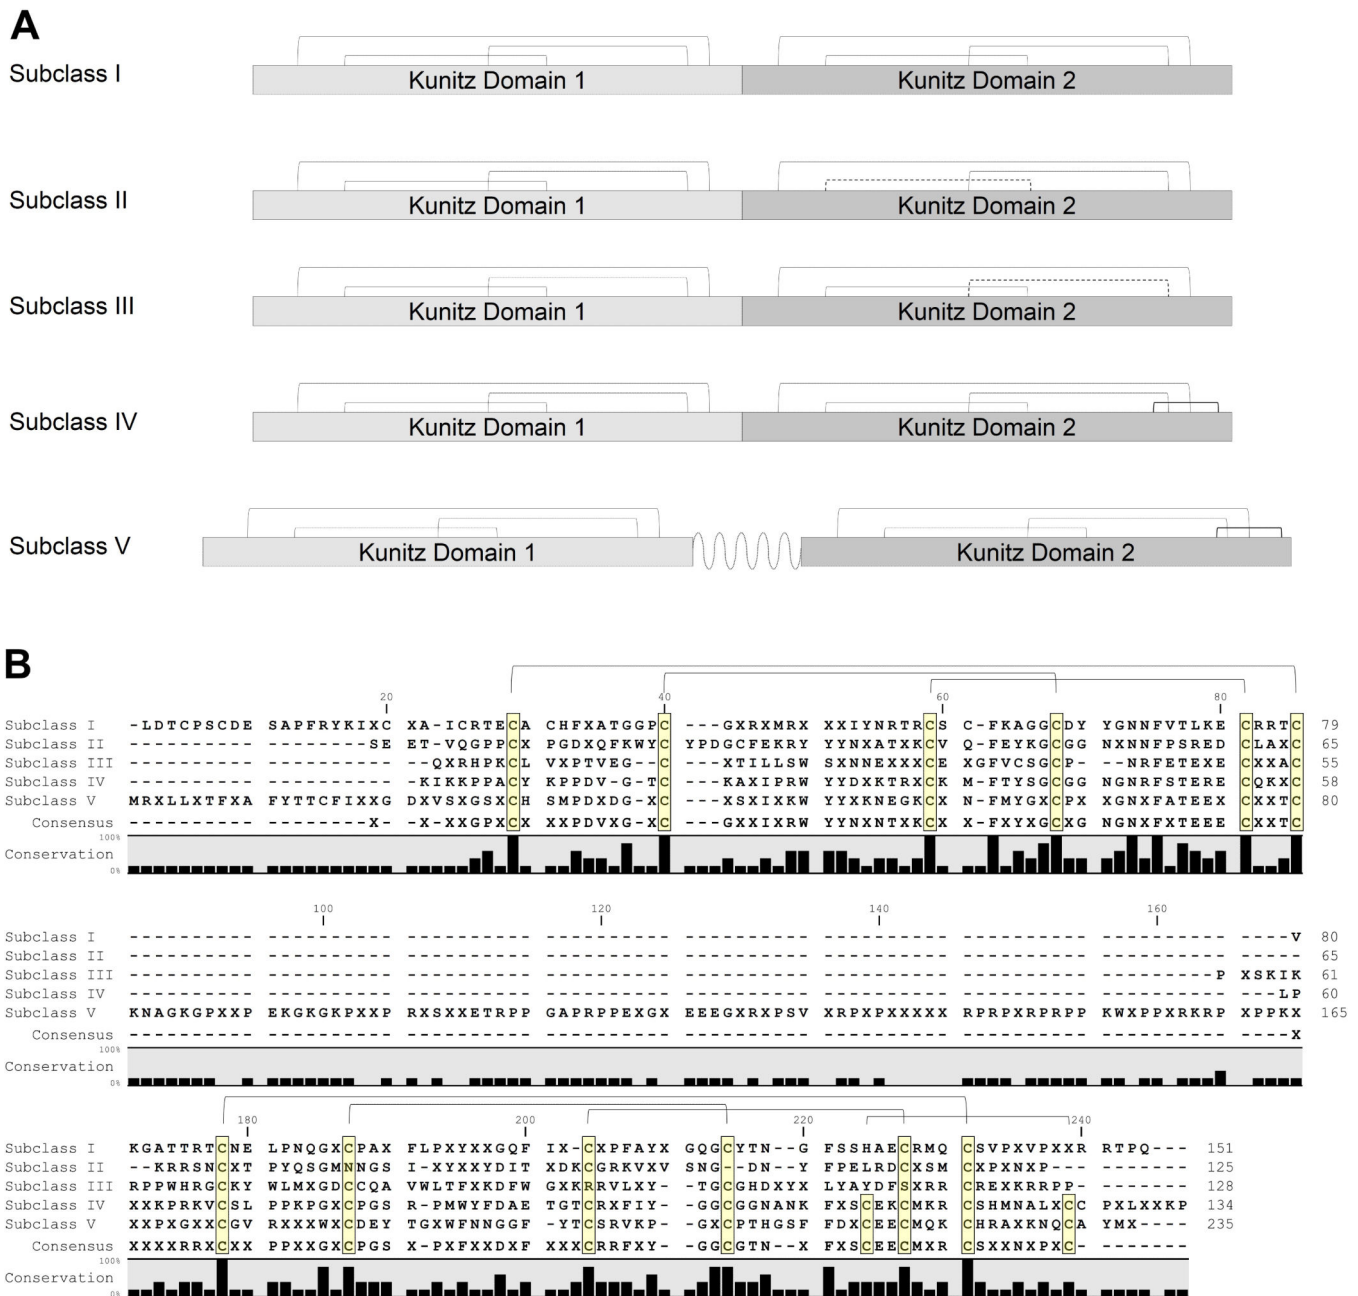 A
Subclass I
Kunitz Domain 1 Kunitz Domain 2
Subclass II
Kunitz Domain 1 Kunitz Domain 2
Subclass III
Kunitz Domain 1 Kunitz Domain 2
Subclass IV
Kunitz Domain 1 Kunitz Domain 2
Subclass V
Kunitz Domain 1 Kunitz Domain 2
B
20 40 60 80
Subclass I -LDTCPSCDE SAPFRYKIXC XA-ICRTECA CHFXATGGPC ---GXRXMRX XXIYNRTRCS C-FKAGGCDY YGNNFVTLKE CRRTC 79
Subclass II ---------- ---------SE ET-VQGPPCX PGDXQFKWYC YPDGCFEKRY YYNXATXKCV Q-FEYKGCGG NXNNFPSRED CLAXC 65
Subclass III ---------- ---------- ----QXRHPKCL VXPXTVEG--C ---XTILLSW SXNNEXXXCE XGFVCSGCP- --NRFETEXE CXXAC 55
Subclass IV ---------- ---------- -KIKKPPACY KPPDV-G-TC ---KAXIPRW YYDXKTRXCK M-FTYSGCGG NGNRFSTERE CQKXC 58
Subclass V MRXLLXTFXA FYTTCFIXXG DXVSXGSXCH SMPDXDG-XC ---XSXIXKW YYXKNEGKCX N-FMYGXCPX XGNXFATEEX CXXTC 80
Consensus ---------- ---------X- X-XXGPXCX XPPDVXG-XC ---GXXIXRW YYNXNTXKCX X-FXYXGCXG NGNXFXTEEE CXXTC
100%
Conservation
0%
100 120 140 160
Subclass I ---------- ---------- ---------- ---------- ---------- ---------- ---------- ---------- ----V 80
Subclass II ---------- ---------- ---------- ---------- ---------- ---------- ---------- ---------- ----- 65
Subclass III ---------- ---------- ---------- ---------- ---------- ---------- ---------- ---------P XSKIK 61
Subclass IV ---------- ---------- ---------- ---------- ---------- ---------- ---------- ---------- ---LP 60
Subclass V KNAGKGPXXP EKGKGKPXXP RXSXXETRPP GAPRPPEXGX EEEGXRXPSV XRPXPXXXXX RPRPXRPRPP KWXPPXRKRP XPPKX 165
Consensus ---------- ---------- ---------- ---------- ---------- ---------- ---------- ---------- ----X
100%
Conservation
0%
180 200 220 240
Subclass I KGATTRTCNE LPNQGXCPAX FLPXYXXGQF IX-CXPFAYX GQGCYTN--G FSSHAECRMQ CSVPXVPXXR RTPQ---- 151
Subclass II --KRRSNCXT PYQSGMNNGS I-XYXXYDIT XDKCGRKVXV SNG--DN--Y FPELRDCXSM CXPXNXP--- -------- 125
Subclass III RPPWHRGCKY WLMXGDCCQA VWLTFXKDFW GXKRRVLXY- -TGCGHDXYX LYAYDFSXRR CREXKRRPP- -------- 128
Subclass IV XXKPRKVCSL PPKPGXCPGS R-PMWYFDAE TGTCRXFIY- GGCGGNANK FXSCEKCMKR CSHMNALXCC PXLXXKP 134
Subclass V XXPXGXXCGV RXXXWXCDEY TGXWFNNGGF -YTCSRVKP- -GXCPTHGSF FDXCEECMQK CHRAXKNQCA YMX---- 235
Consensus XXXXRRXCXX PPXXGXCPGS X-PXFXXDXF XXXCRRFXY- -GGCGTN--X FXSCEECMXR CSXXNXPXC- --------
100%
Conservation
0%